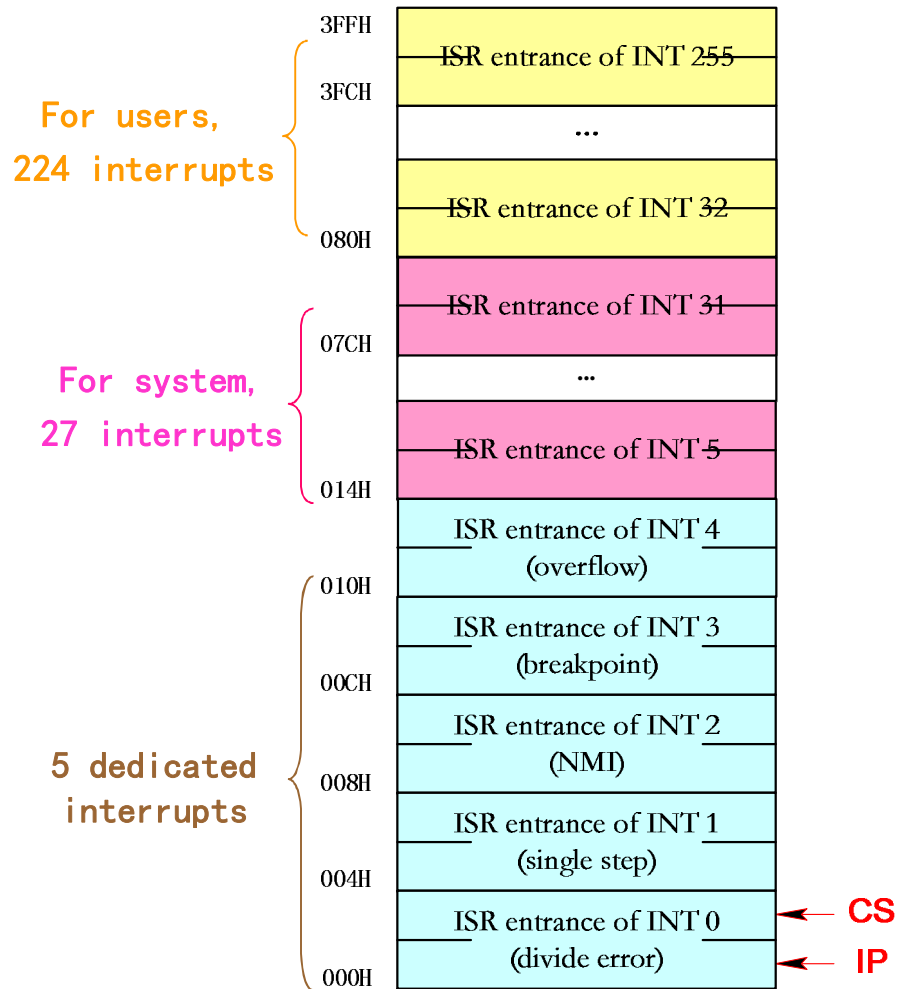 3FFH
ISR entrance of INT 255
3FCH
For users,
224 interrupts
...
ISR entrance of INT 32
080H
ISR entrance of INT 31
07CH
For system,
27 interrupts
...
ISR entrance of INT 5
014H
ISR entrance of INT 4
(overflow)
010H
ISR entrance of INT 3
(breakpoint)
00CH
5 dedicated
interrupts
ISR entrance of INT 2
(NMI)
008H
ISR entrance of INT 1
(single step)
004H
ISR entrance of INT 0
(divide error)
000H
CS
IP